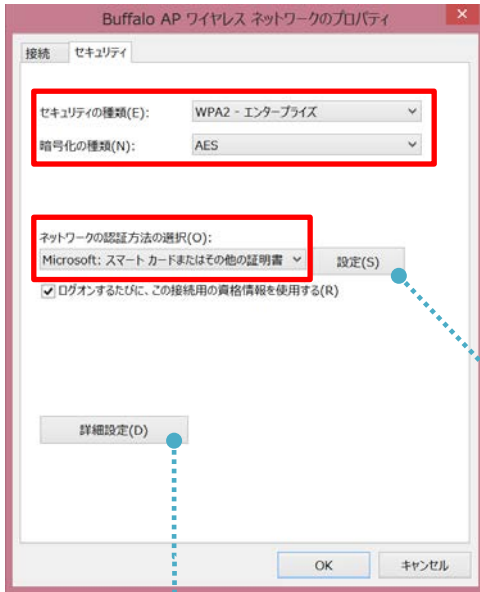 Buffalo AP ワイヤレス ネットワークのプロパティ
接続 セキュリティ
セキュリティの種類(E): WPA2 - エンタープライズ
暗号化の種類(N): AES
ネットワークの認証方法の選択(O):
Microsoft: スマート カードまたはその他の証明書 設定(S)
ログオンするたびに、この接続用の資格情報を使用する(R)
詳細設定(D)
OK キャンセル